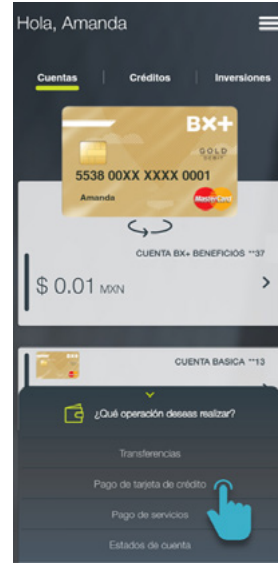 Hola, Amanda
Cuentas
Créditos
Inversiones
BX+
GOLD
DEBIT
5538 00XX XXXX 0001
Amanda
MasterCard
CUENTA BX+ BENEFICIOS **37
$ 0.01 MXN
CUENTA BASICA **13
¿Qué operación deseas realizar?
Transferencias
Pago de tarjeta de crédito
Pago de servicios
Estados de cuenta